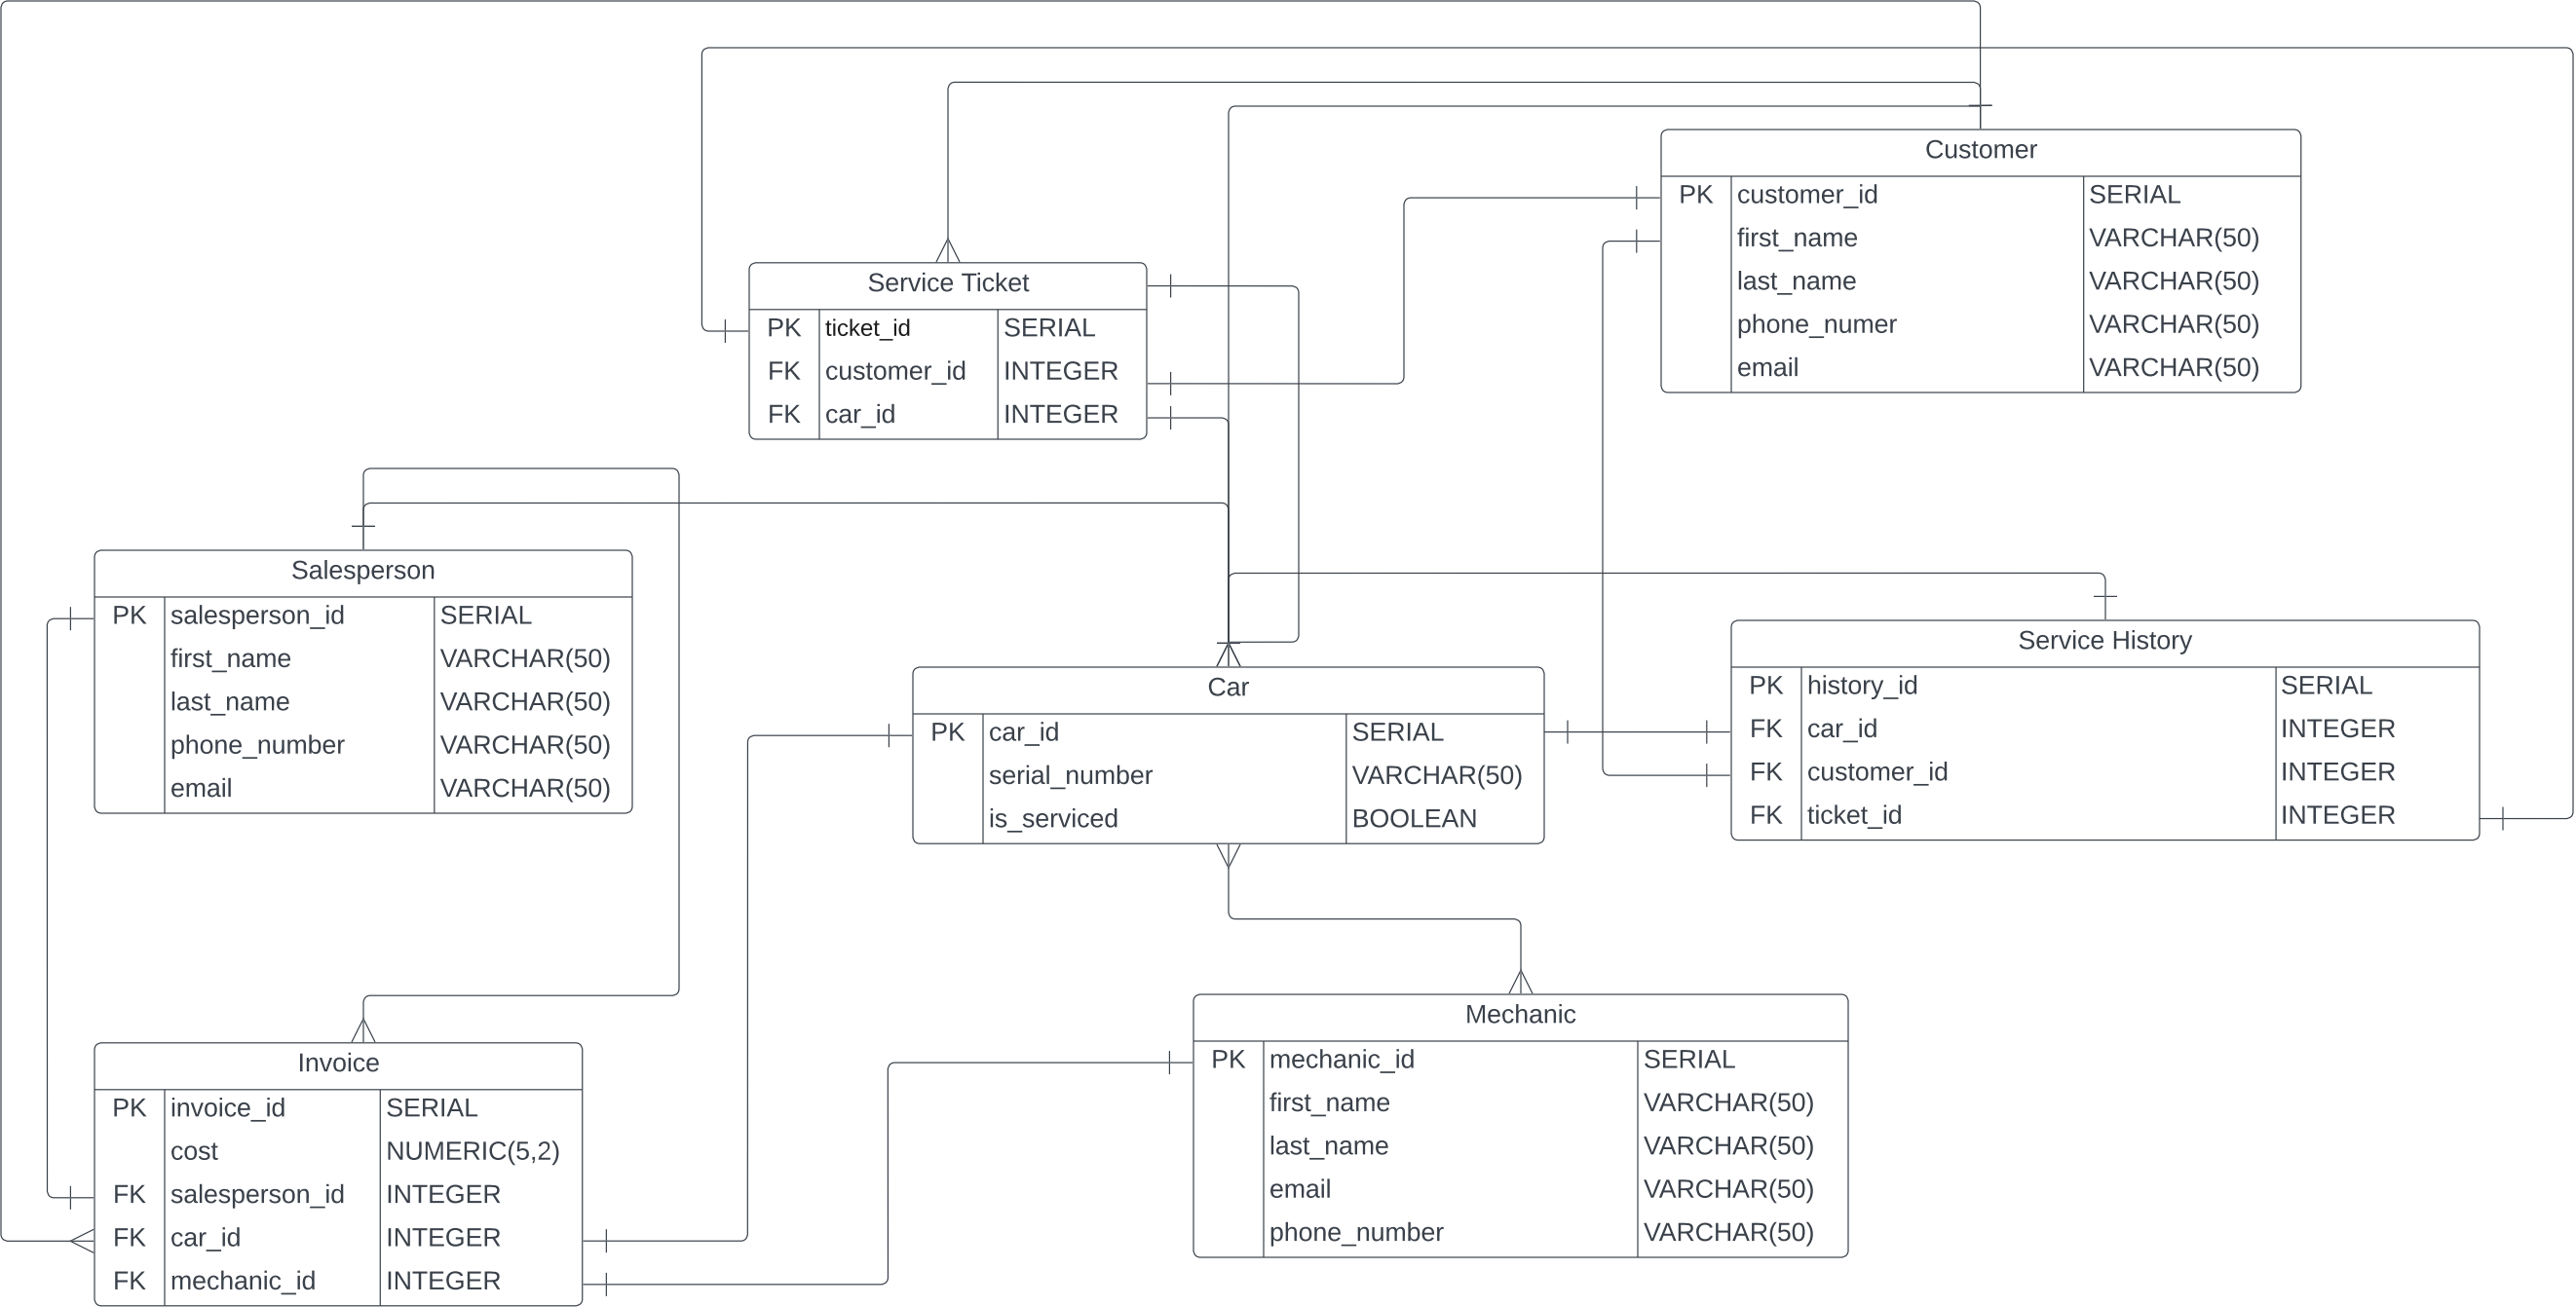 Customer
PK customer_id SERIAL
first_name VARCHAR(50)
last_name VARCHAR(50)
phone_numer VARCHAR(50)
email VARCHAR(50)
Service Ticket
PK ticket_id SERIAL
FK customer_id INTEGER
FK car_id INTEGER
Salesperson
PK salesperson_id SERIAL
first_name VARCHAR(50)
last_name VARCHAR(50)
phone_number VARCHAR(50)
email VARCHAR(50)
Car
PK car_id SERIAL
serial_number VARCHAR(50)
is_serviced BOOLEAN
Service History
PK history_id SERIAL
FK car_id INTEGER
FK customer_id INTEGER
FK ticket_id INTEGER
Invoice
PK invoice_id SERIAL
cost NUMERIC(5,2)
FK salesperson_id INTEGER
FK car_id INTEGER
FK mechanic_id INTEGER
Mechanic
PK mechanic_id SERIAL
first_name VARCHAR(50)
last_name VARCHAR(50)
email VARCHAR(50)
phone_number VARCHAR(50)